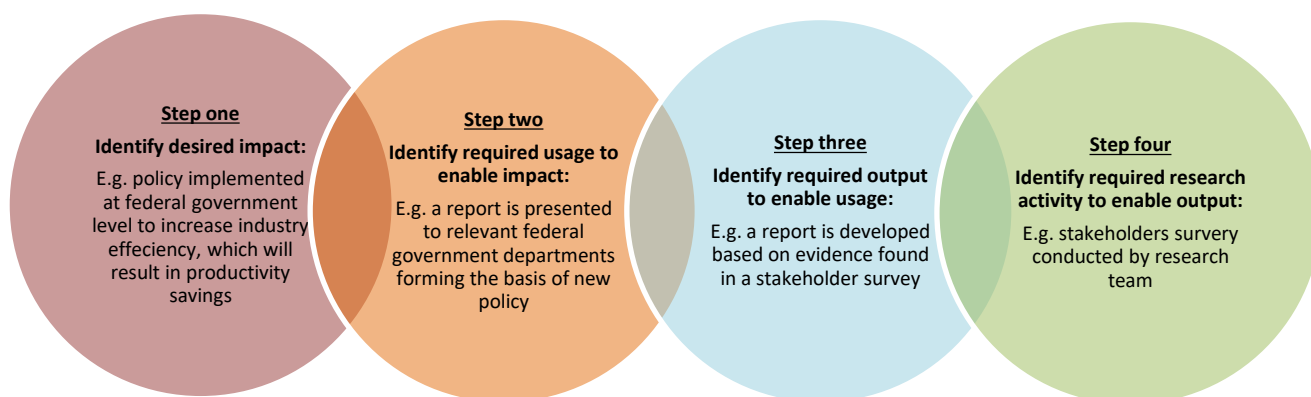 Step one
Identify desired impact:
E.g. policy implemented
at federal government
level to increase industry
effeciency, which will
result in productivity
savings
Step two
Identify required usage to
enable impact:
E.g. a report is presented
to relevant federal
government departments
forming the basis of new
policy
Step three
Identify required output
to enable usage:
E.g. a report is developed
based on evidence found
in a stakeholder survey
Step four
Identify required research
activity to enable output:
E.g. stakeholders survery
conducted by research
team